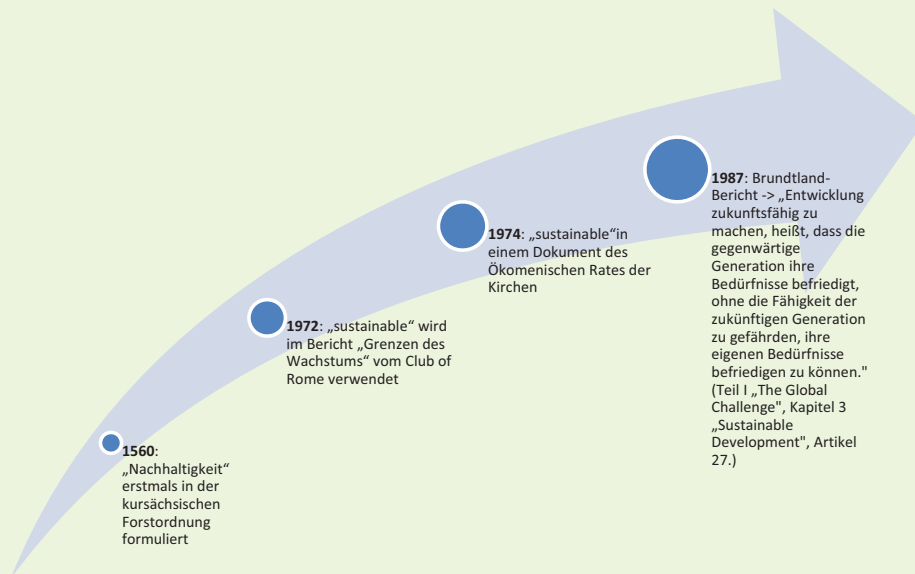 1560:
„Nachhaltigkeit“
erstmals in der
kursächsischen
Forstordnung
formuliert
1972: „sustainable“ wird
im Bericht „Grenzen des
Wachstums“ vom Club of
Rome verwendet
1974: „sustainable“in
einem Dokument des
Ökomenischen Rates der
Kirchen
1987: Brundtland-
Bericht -> „Entwicklung
zukunftsfähig zu
machen, heißt, dass die
gegenwärtige
Generation ihre
Bedürfnisse befriedigt,
ohne die Fähigkeit der
zukünftigen Generation
zu gefährden, ihre
eigenen Bedürfnisse
befriedigen zu können."
(Teil I „The Global
Challenge", Kapitel 3
„Sustainable
Development", Artikel
27.)